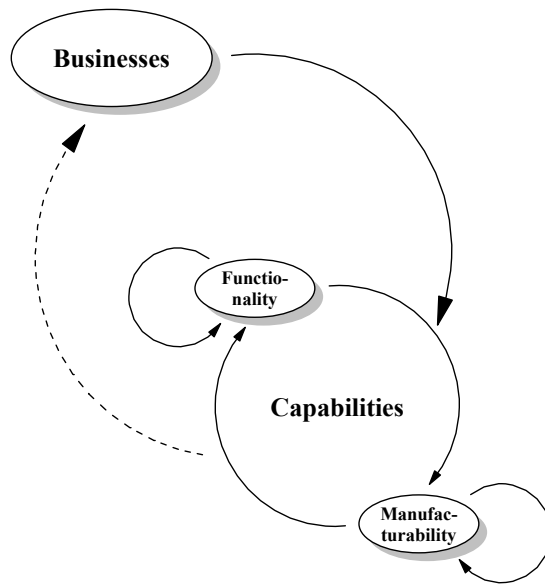 Businesses
Functio-
nality
Capabilities
Manufac-
turability